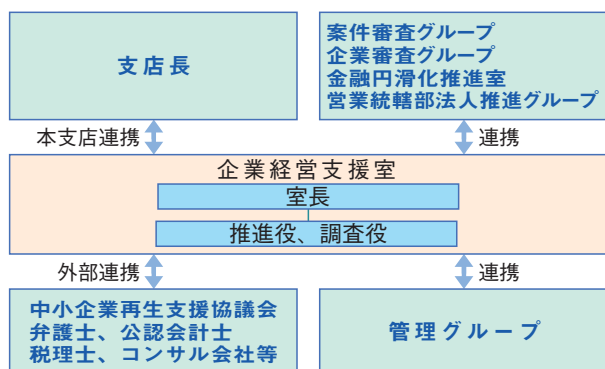 支店長
案件審査グループ
企業審査グループ
金融円滑化推進室
営業統轄部法人推進グループ
本支店連携
連携
企業経営支援室
室長
推進役、調査役
外部連携
連携
中小企業再生支援協議会
弁護士、公認会計士
税理士、コンサル会社等
管理グループ